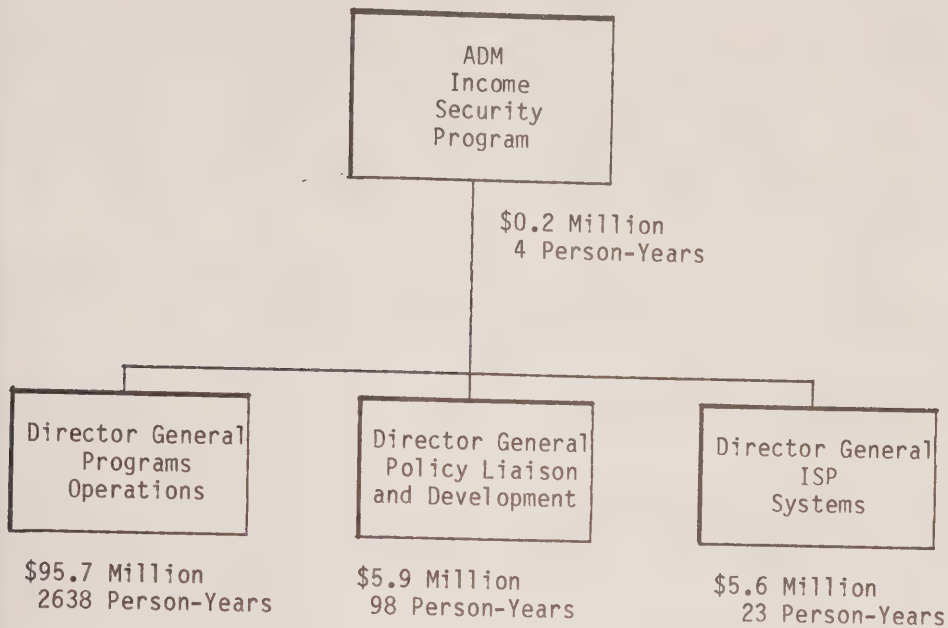 ADM
Income
Security
Program
$0.2 Million
4 Person-Years
Director General
Programs
Operations
$95.7 Million
2638 Person-Years
Director General
Policy Liaison
and Development
$5.9 Million
98 Person-Years
Director General
ISP
Systems
$5.6 Million
23 Person-Years